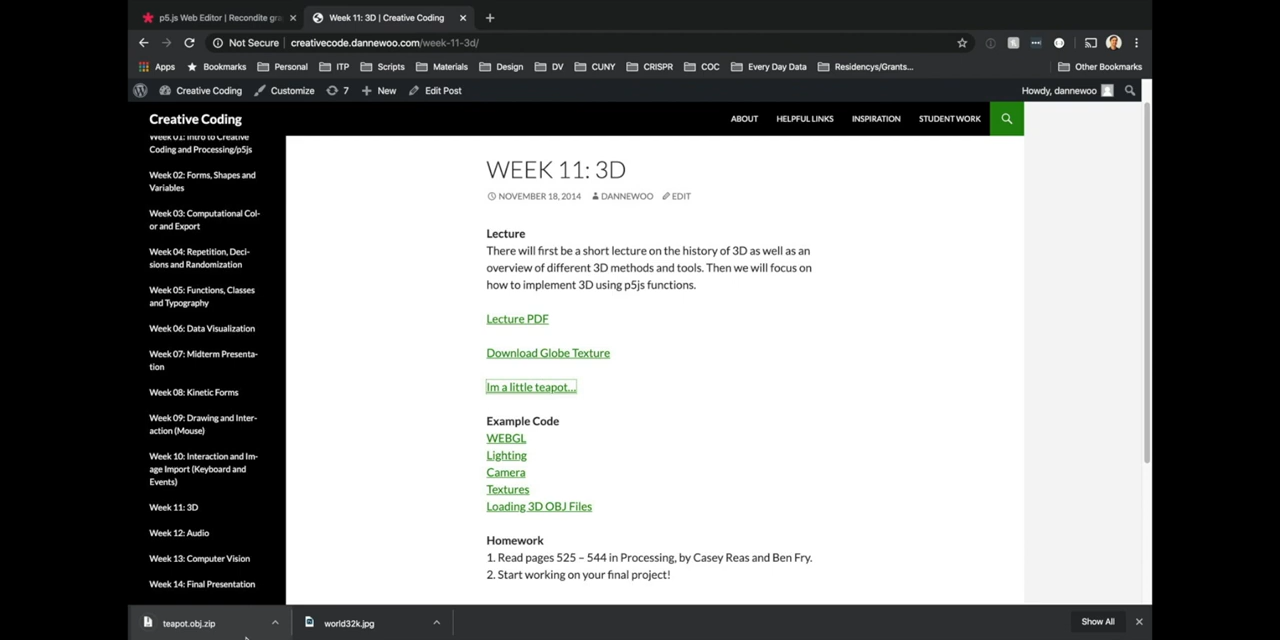 p5.js Web Editor | Recondite gra
Week 11: 3D | Creative Coding
Not Secure | creativecode.dannewoo.com/week-11-3d/
Apps Bookmarks Personal ITP Scripts Materials Design DV CUNY CRISPR COC Every Day Data Residencys/Grants... Other Bookmarks
Creative Coding Customize 7 New Edit Post Howdy, dannewoo
Creative Coding ABOUT HELPFUL LINKS INSPIRATION STUDENT WORK
Week 01: Intro to Creative
Coding and Processing/p5js
Week 02: Forms, Shapes and
Variables
Week 03: Computational Col-
or and Export
Week 04: Repetition, Deci-
sions and Randomization
Week 05: Functions, Classes
and Typography
Week 06: Data Visualization
Week 07: Midterm Presenta-
tion
Week 08: Kinetic Forms
Week 09: Drawing and Inter-
action (Mouse)
Week 10: Interaction and Im-
age Import (Keyboard and
Events)
Week 11: 3D
Week 12: Audio
Week 13: Computer Vision
Week 14: Final Presentation
WEEK 11: 3D
NOVEMBER 18, 2014 DANNEWOO EDIT
Lecture
There will first be a short lecture on the history of 3D as well as an
overview of different 3D methods and tools. Then we will focus on
how to implement 3D using p5js functions.
Lecture PDF
Download Globe Texture
Im a little teapot...
Example Code
WEBGL
Lighting
Camera
Textures
Loading 3D OBJ Files
Homework
1. Read pages 525 – 544 in Processing, by Casey Reas and Ben Fry.
2. Start working on your final project!
teapot.obj.zip world32k.jpg Show All